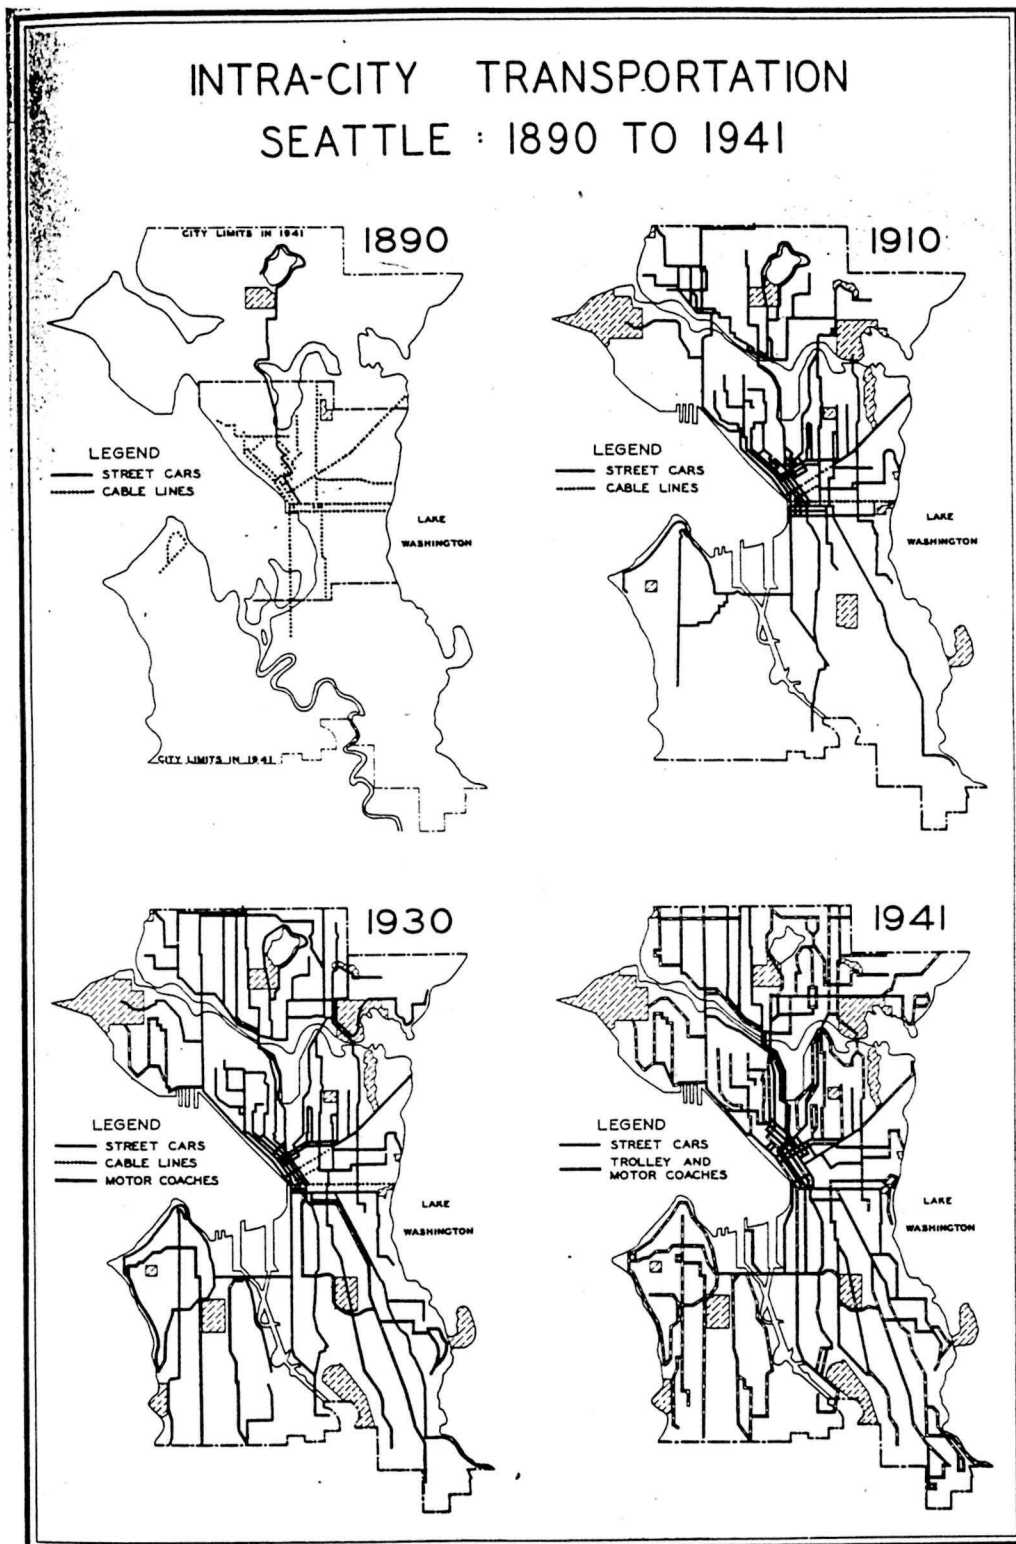 INTRA-CITY TRANSPORTATION
SEATTLE : 1890 TO 1941
CITY LIMITS IN 1941
1890
LEGEND
STREET CARS
CABLE LINES
LAKE
WASHINGTON
CITY LIMITS IN 1941
1910
LEGEND
STREET CARS
CABLE LINES
LAKE
WASHINGTON
1930
LEGEND
STREET CARS
CABLE LINES
MOTOR COACHES
LAKE
WASHINGTON
1941
LEGEND
STREET CARS
TROLLEY AND
MOTOR COACHES
LAKE
WASHINGTON